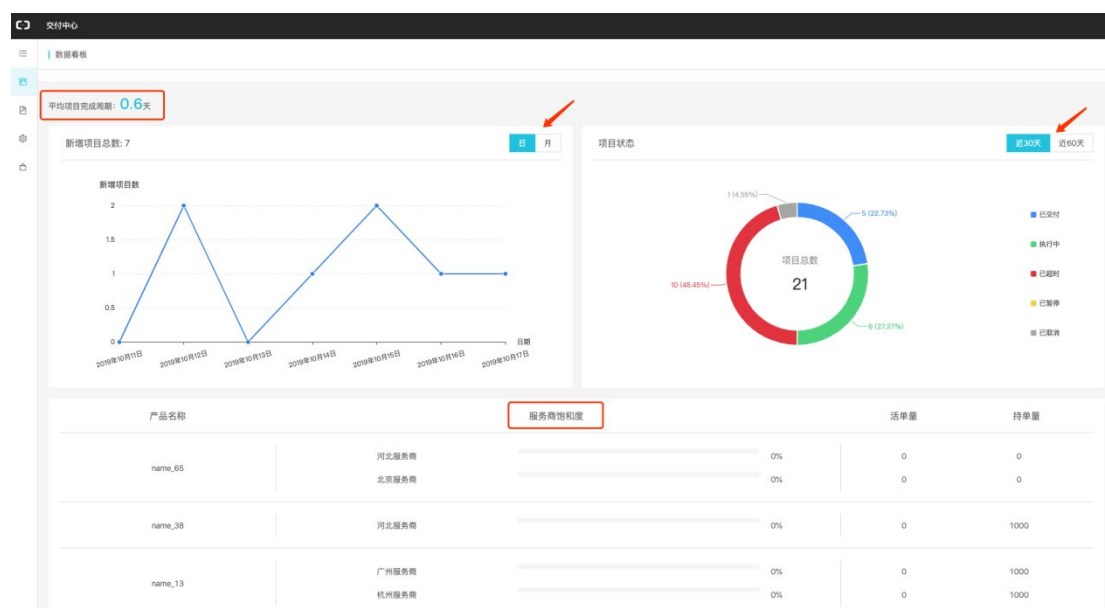 交付中心
数据看板
平均项目完成周期: 0.6天
新增项目总数: 7
日 月
项目状态
近30天 近60天
新增项目数
2
1.5
1
0.5
0
日期
2019年10月11日 2019年10月12日 2019年10月13日 2019年10月14日 2019年10月15日 2019年10月16日 2019年10月17日
1 (4.55%)
5 (22.73%)
10 (45.45%)
6 (27.27%)
项目总数
21
已交付
执行中
已超时
已暂停
已取消
产品名称 服务商饱和度 活单量 持单量
name_65
河北服务商 0% 0 0
北京服务商 0% 0 0
name_38 河北服务商 0% 0 1000
name_13
广州服务商 0% 0 1000
杭州服务商 0% 0 1000